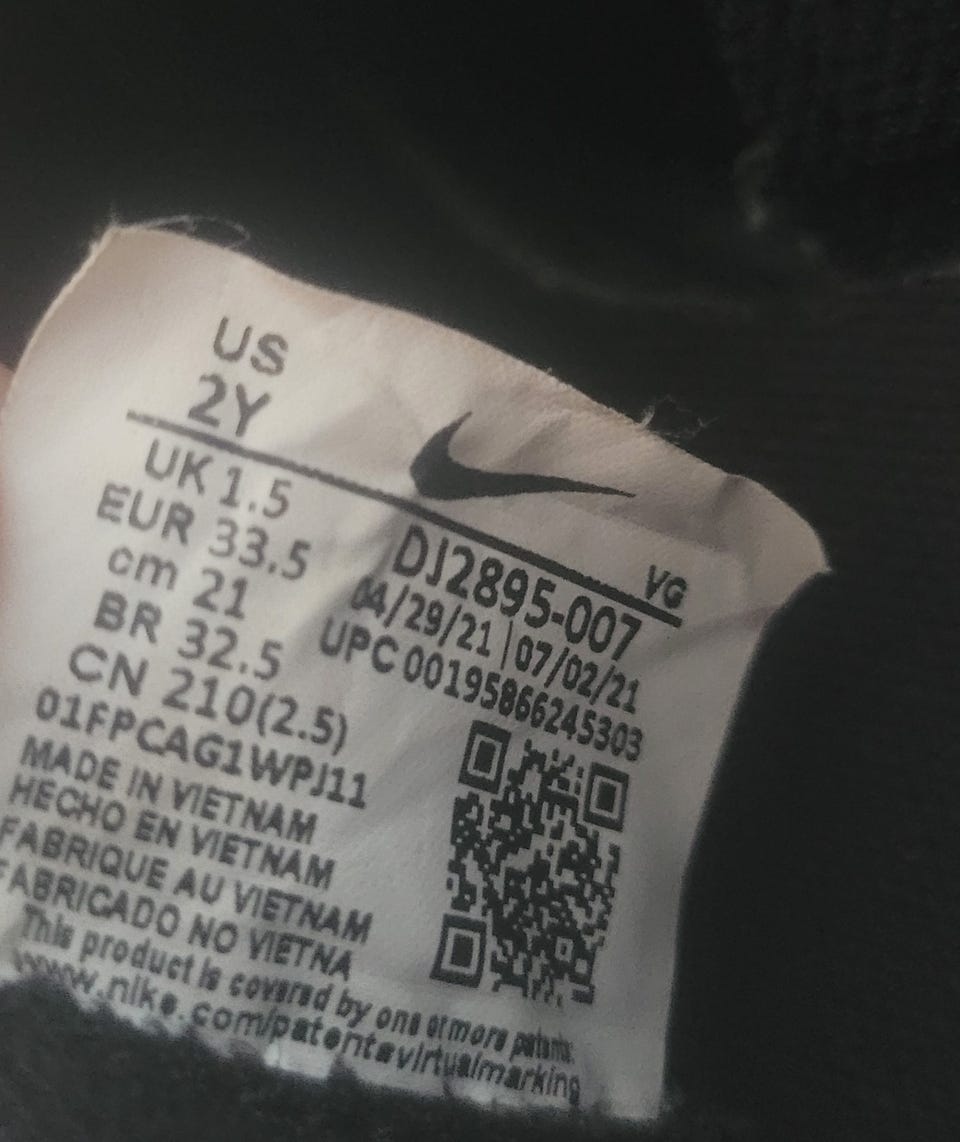 US
2Y
UK 1.5
EUR 33.5
cm 21
BR 32.5
CN 210(2.5)
01FPCAG1WPJ11
MADE IN VIETNAM
HECHO EN VIETNAM
FABRIQUE AU VIETNAM
FABRICADO NO VIETNA
This product is covered by one or more patents.
www.nike.com/patentsvirtualmarking
VG
DJ2895-007
04/29/21 | 07/02/21
UPC 00195866245303